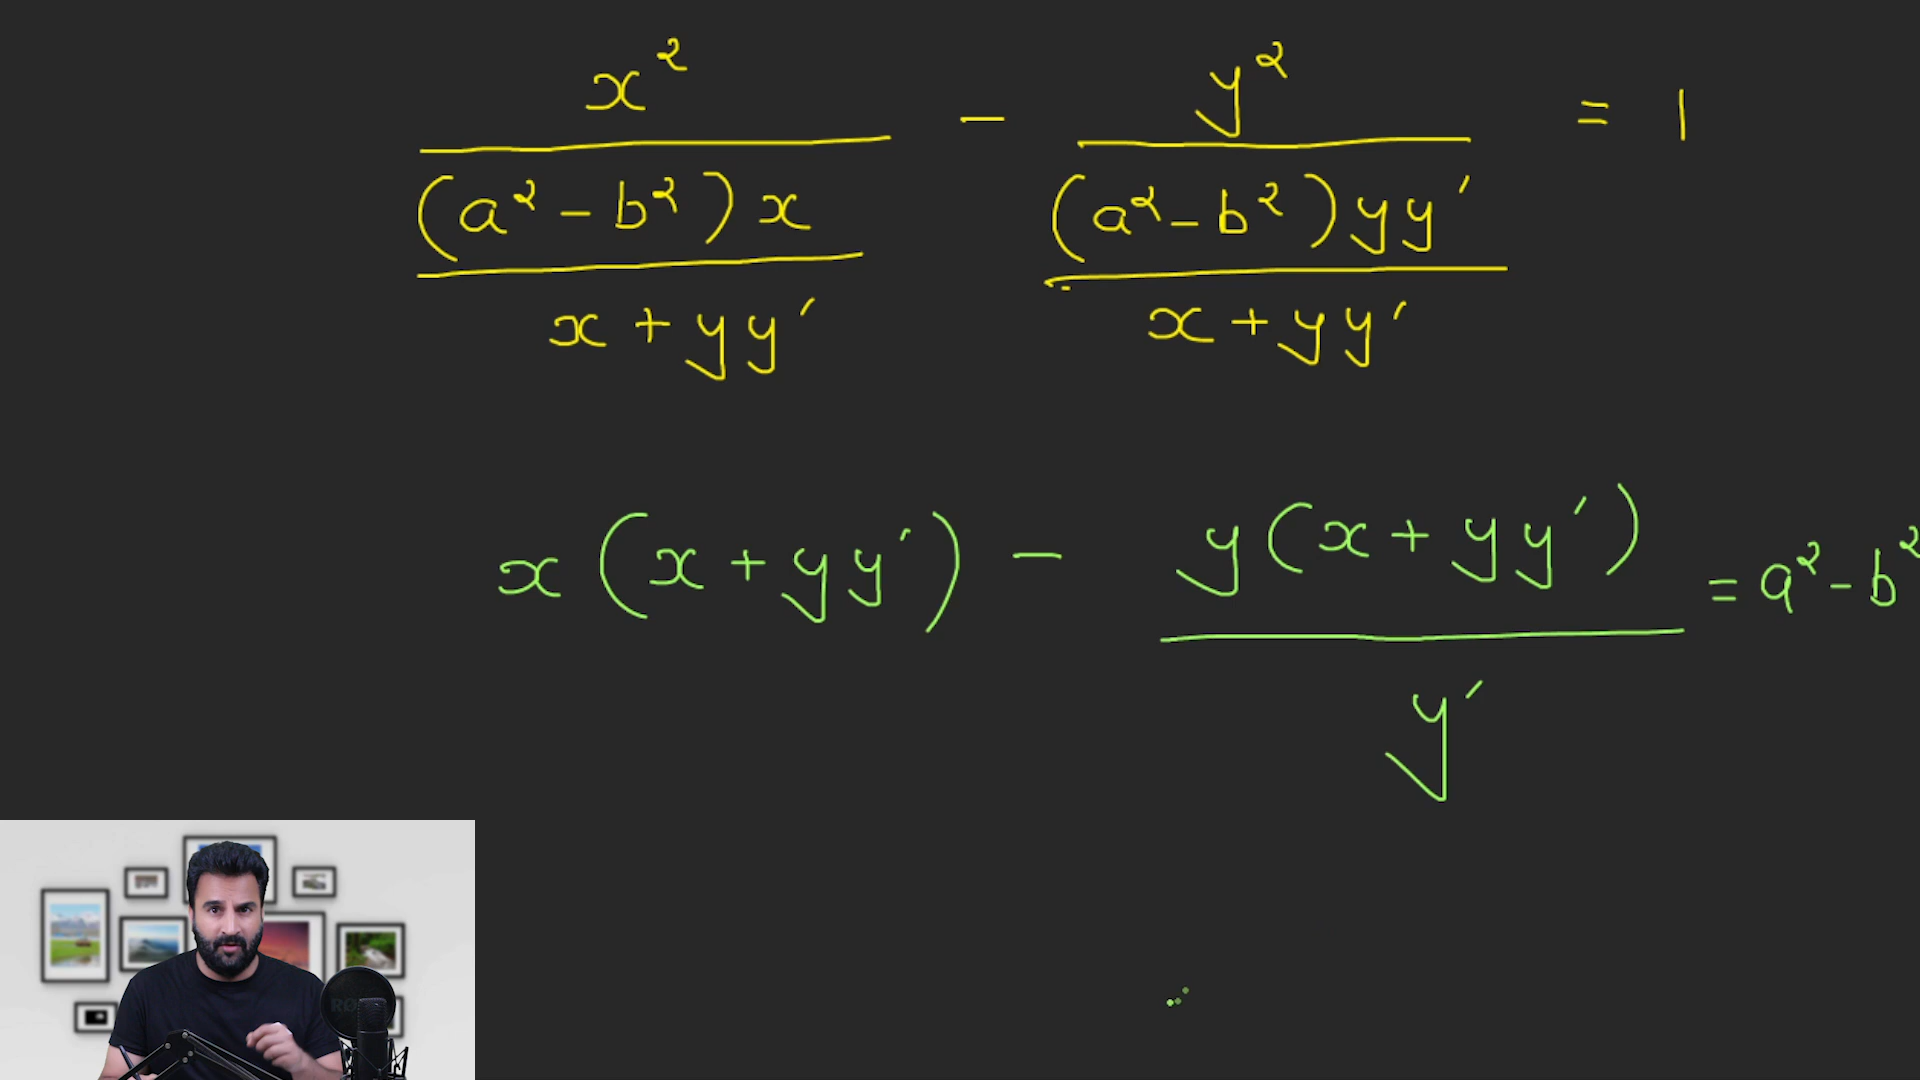 x² / ((a² - b²) x / (x + yy′)) - y² / ((a² - b²) yy′ / (x + yy′)) = 1
x (x + yy′) - y(x + yy′) / y′ = a² - b²